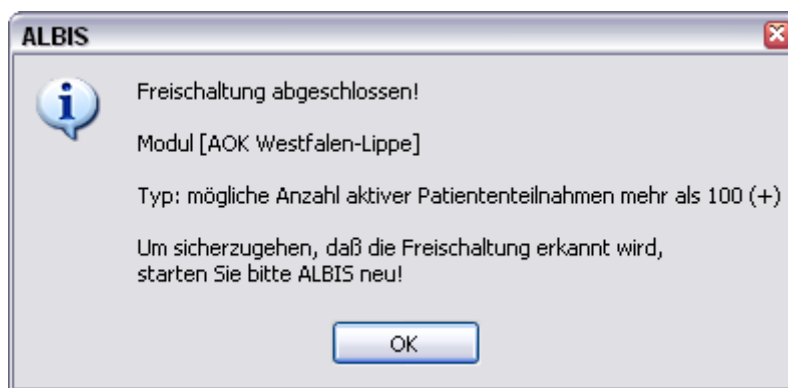 ALBIS
Freischaltung abgeschlossen!
Modul [AOK Westfalen-Lippe]
Typ: mögliche Anzahl aktiver Patiententeilnahmen mehr als 100 (+)
Um sicherzugehen, daß die Freischaltung erkannt wird,
starten Sie bitte ALBIS neu!
OK